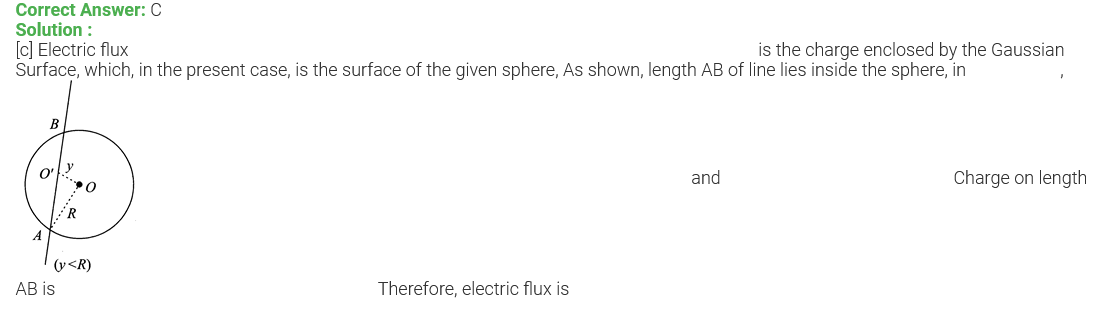 Correct Answer: C
Solution :
[c] Electric flux is the charge enclosed by the Gaussian
Surface, which, in the present case, is the surface of the given sphere, As shown, length AB of line lies inside the sphere, in ,
B
O' y
O
and Charge on length
R
A
(y<R)
AB is Therefore, electric flux is